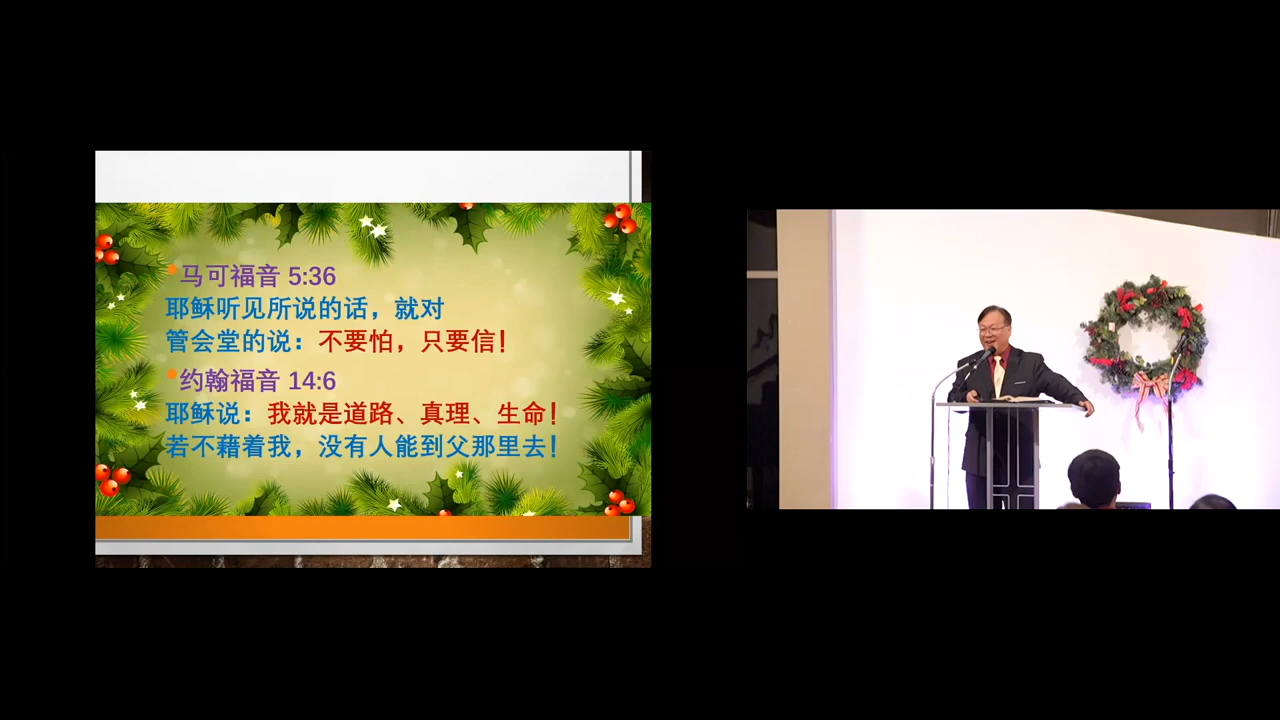 马可福音 5:36
耶稣听见所说的话，就对
管会堂的说：不要怕，只要信！
约翰福音 14:6
耶稣说：我就是道路、真理、生命！
若不藉着我，没有人能到父那里去！